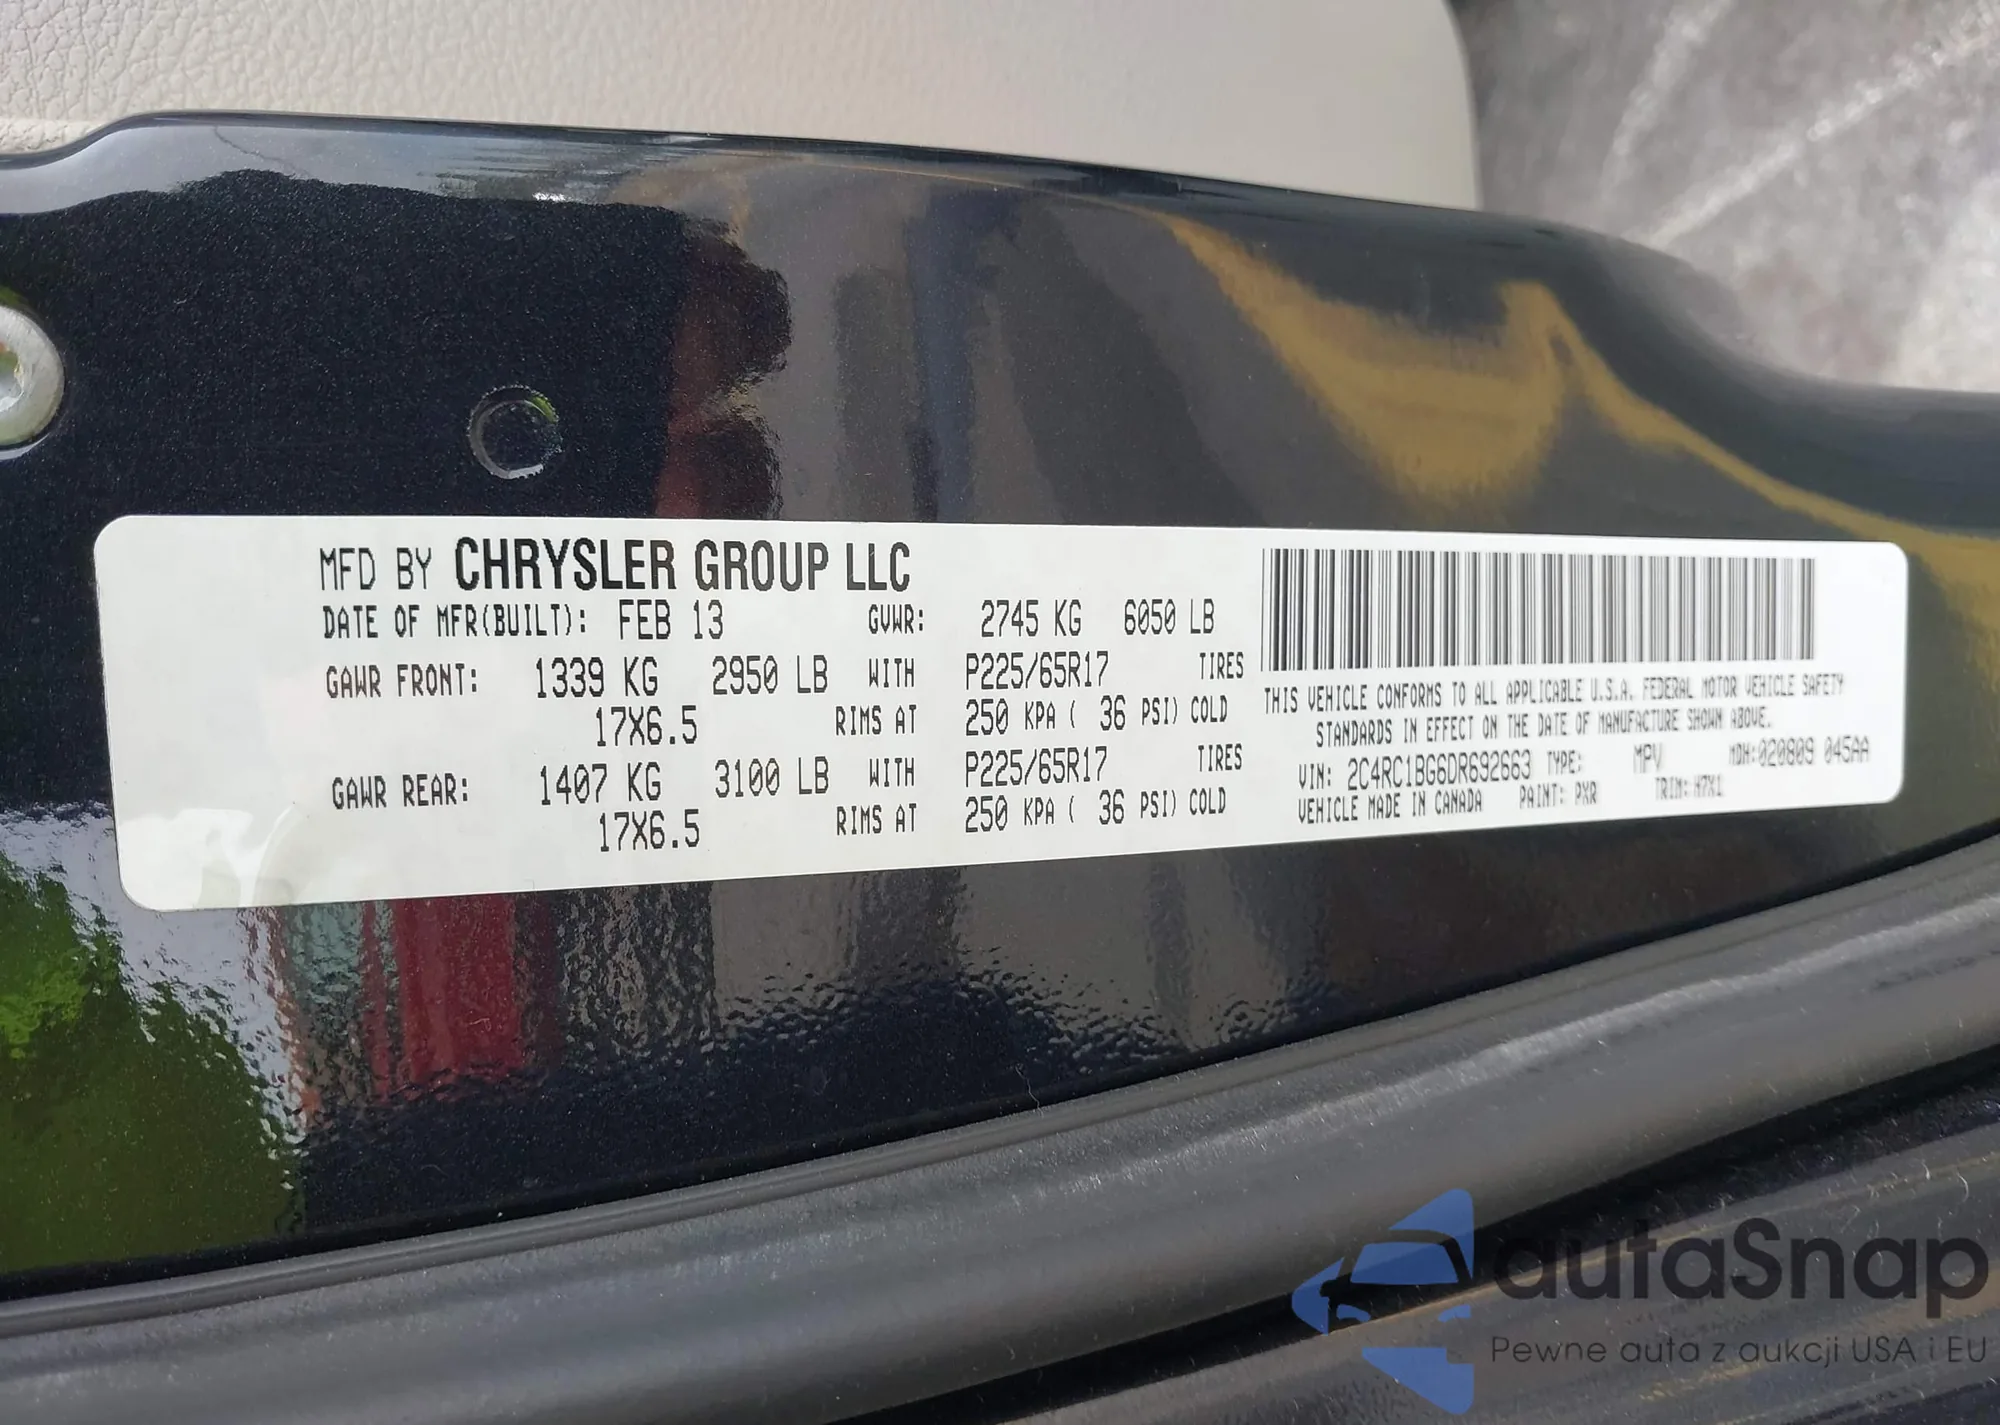 MFD BY CHRYSLER GROUP LLC
DATE OF MFR(BUILT): FEB 13 GVWR: 2745 KG 6050 LB
GAWR FRONT: 1339 KG 2950 LB WITH P225/65R17 TIRES
17X6.5 RIMS AT 250 KPA ( 36 PSI) COLD
GAWR REAR: 1407 KG 3100 LB WITH P225/65R17 TIRES
17X6.5 RIMS AT 250 KPA ( 36 PSI) COLD
THIS VEHICLE CONFORMS TO ALL APPLICABLE U.S.A. FEDERAL MOTOR VEHICLE SAFETY
STANDARDS IN EFFECT ON THE DATE OF MANUFACTURE SHOWN ABOVE.
VIN: 2C4RC1BG6DR692663 TYPE: MPV MDH:020809 045AA
VEHICLE MADE IN CANADA PAINT: PXR TRIM:
autaSnap
Pewne auta z aukcji USA i EU